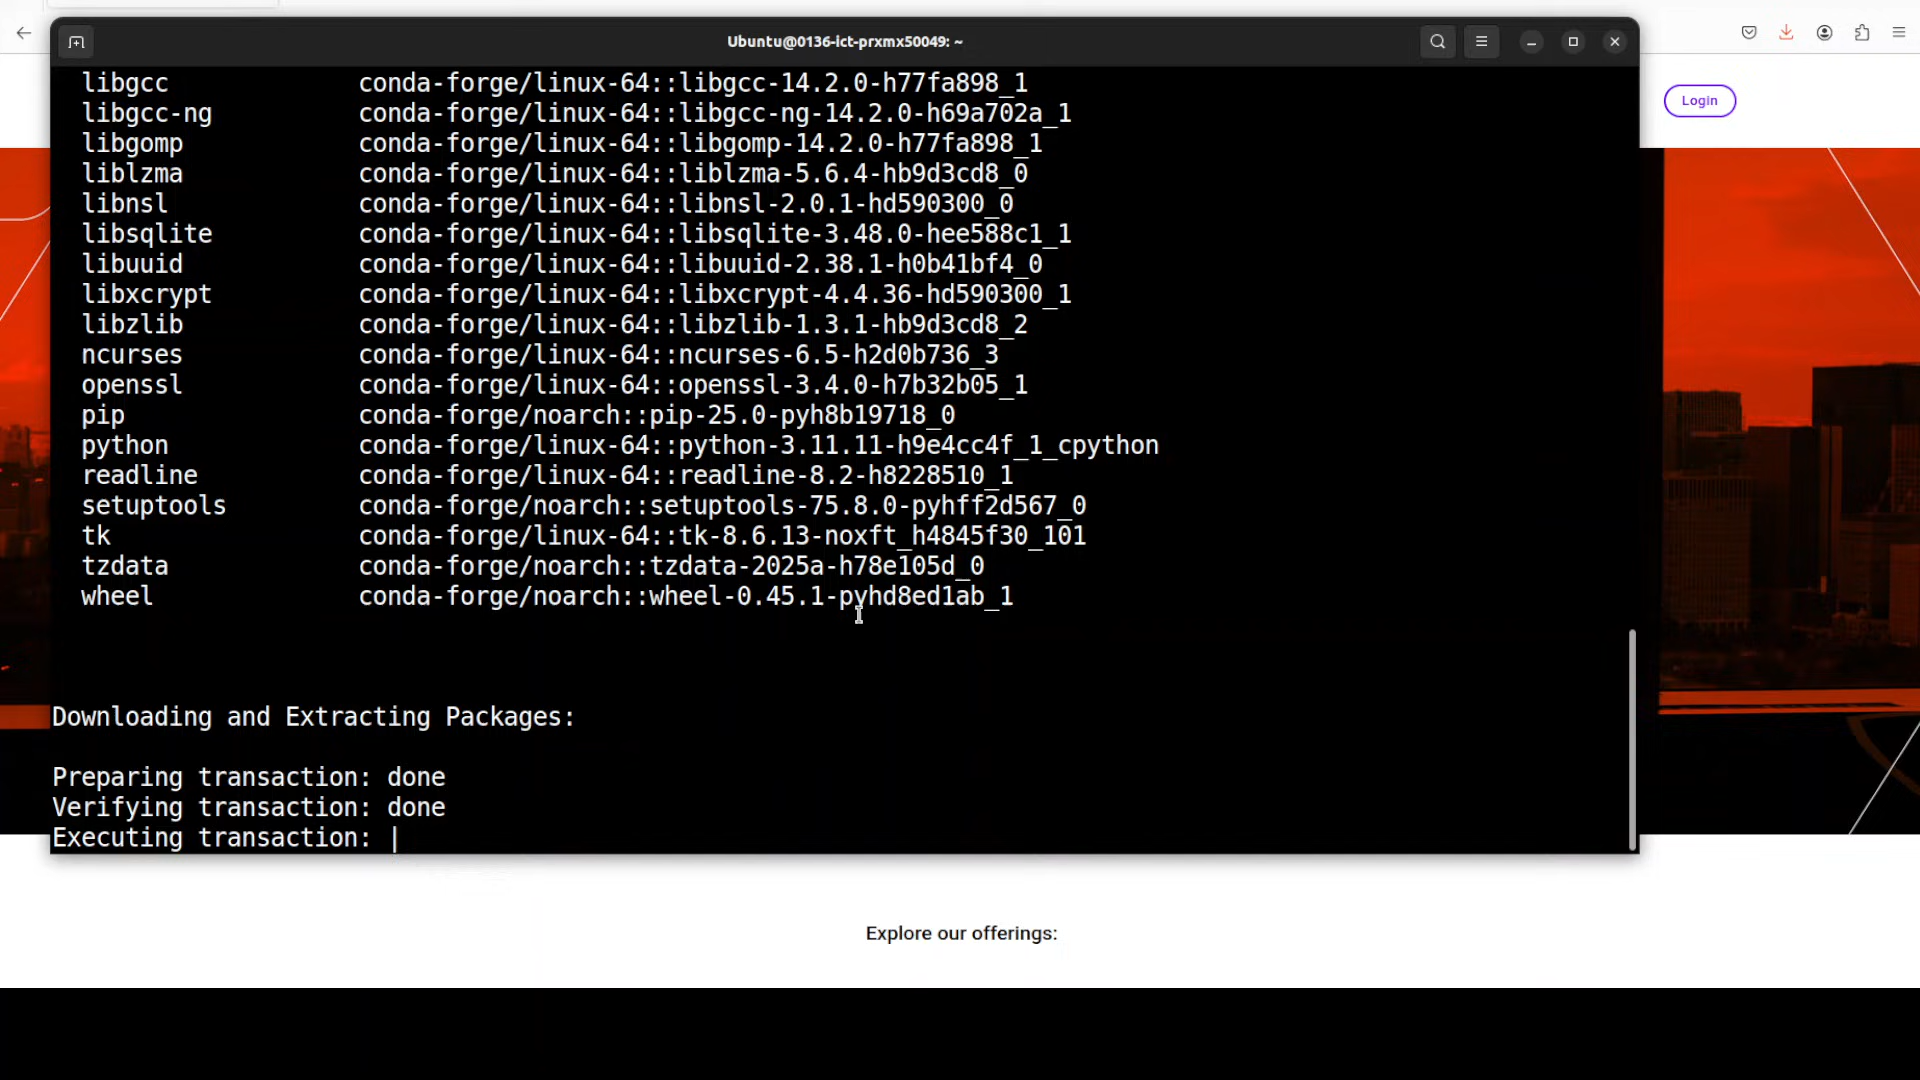 Ubuntu@0136-ict-prxmx50049: ~
Login
libgcc conda-forge/linux-64::libgcc-14.2.0-h77fa898_1
libgcc-ng conda-forge/linux-64::libgcc-ng-14.2.0-h69a702a_1
libgomp conda-forge/linux-64::libgomp-14.2.0-h77fa898_1
liblzma conda-forge/linux-64::liblzma-5.6.4-hb9d3cd8_0
libnsl conda-forge/linux-64::libnsl-2.0.1-hd590300_0
libsqlite conda-forge/linux-64::libsqlite-3.48.0-hee588c1_1
libuuid conda-forge/linux-64::libuuid-2.38.1-h0b41bf4_0
libxcrypt conda-forge/linux-64::libxcrypt-4.4.36-hd590300_1
libzlib conda-forge/linux-64::libzlib-1.3.1-hb9d3cd8_2
ncurses conda-forge/linux-64::ncurses-6.5-h2d0b736_3
openssl conda-forge/linux-64::openssl-3.4.0-h7b32b05_1
pip conda-forge/noarch::pip-25.0-pyh8b19718_0
python conda-forge/linux-64::python-3.11.11-h9e4cc4f_1_cpython
readline conda-forge/linux-64::readline-8.2-h8228510_1
setuptools conda-forge/noarch::setuptools-75.8.0-pyhff2d567_0
tk conda-forge/linux-64::tk-8.6.13-noxft_h4845f30_101
tzdata conda-forge/noarch::tzdata-2025a-h78e105d_0
wheel conda-forge/noarch::wheel-0.45.1-pyhd8ed1ab_1
Downloading and Extracting Packages:
Preparing transaction: done
Verifying transaction: done
Executing transaction: |
Explore our offerings: